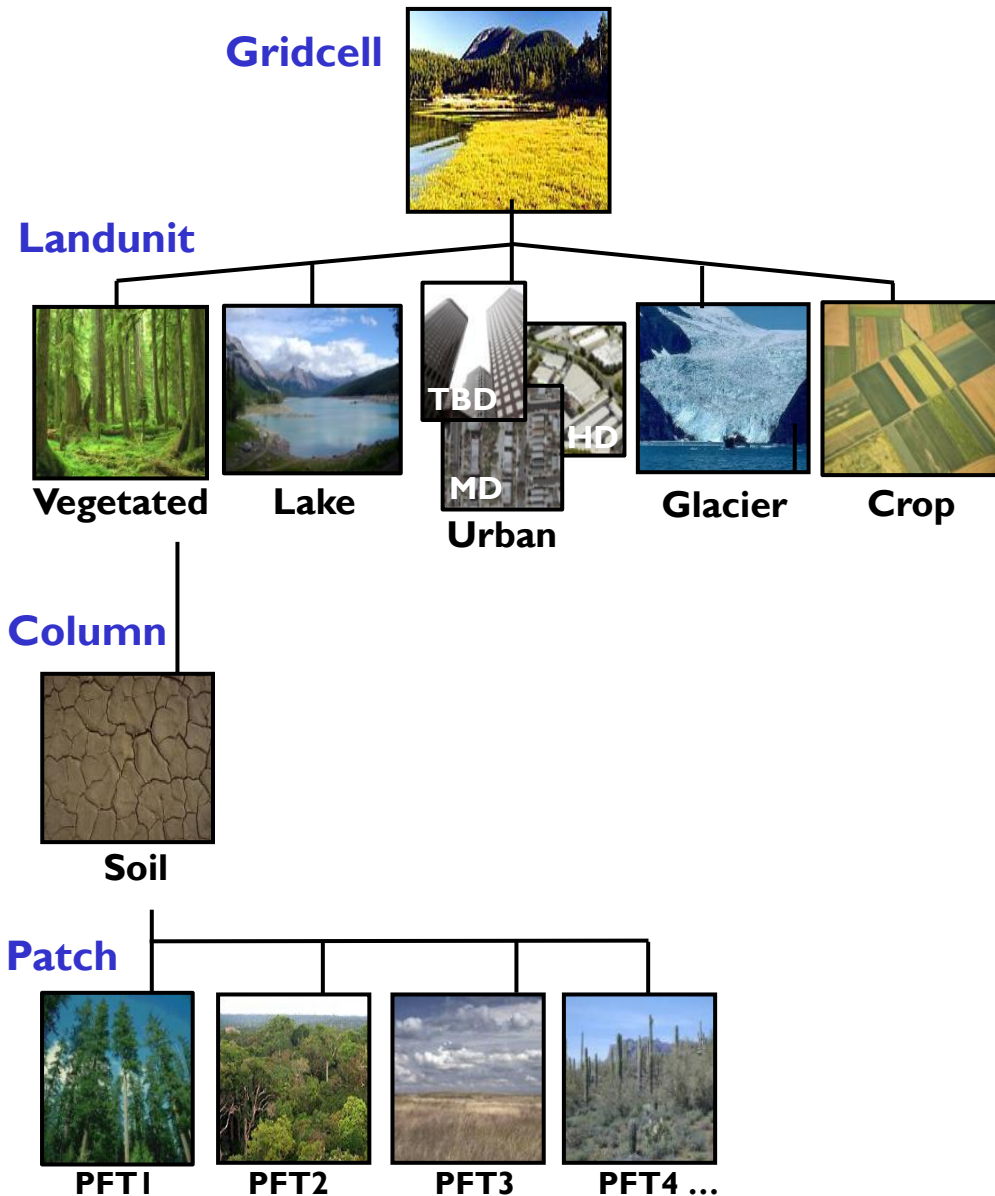 Gridcell
Landunit
TBD
HD
MD
Vegetated
Lake
Urban
Glacier
Crop
Column
Soil
Patch
PFT1
PFT2
PFT3
PFT4 ...